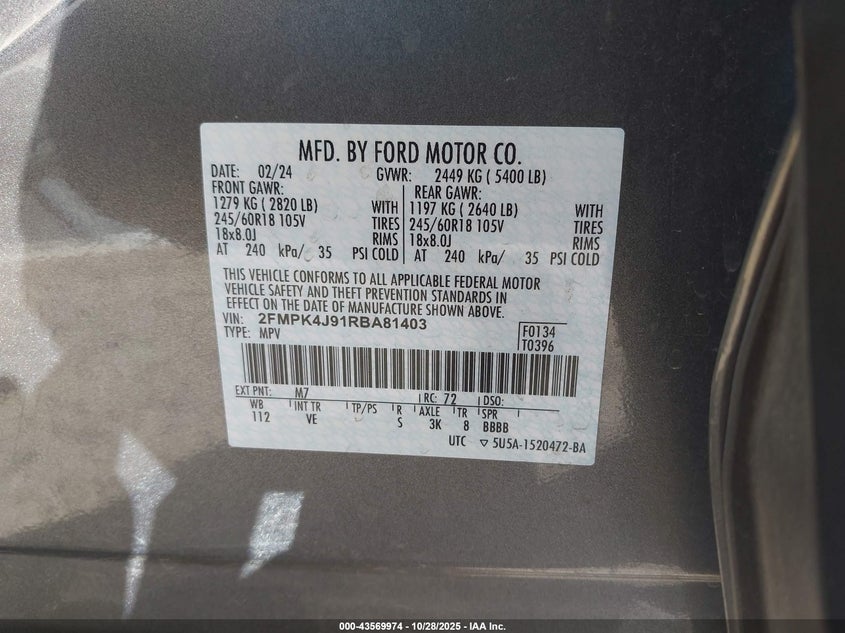 MFD. BY FORD MOTOR CO.
DATE: 02/24 GVWR: 2449 KG ( 5400 LB)
FRONT GAWR: REAR GAWR:
1279 KG ( 2820 LB) WITH 1197 KG ( 2640 LB) WITH
245/60R18 105V TIRES 245/60R18 105V TIRES
18x8.0J RIMS 18x8.0J RIMS
AT 240 kPa/ 35 PSI COLD AT 240 kPa/ 35 PSI COLD
THIS VEHICLE CONFORMS TO ALL APPLICABLE FEDERAL MOTOR
VEHICLE SAFETY AND THEFT PREVENTION STANDARDS IN
EFFECT ON THE DATE OF MANUFACTURE SHOWN ABOVE.
VIN: 2FMPK4J91RBA81403 F0134
TYPE: MPV T0396
EXT PNT: M7 RC: 72 DSO:
WB INT TR TP/PS R AXLE TR SPR
112 VE S 3K 8 BBBB
UTC ▽ 5U5A-1520472-BA
000-43569974 - 10/28/2025 - IAA Inc.